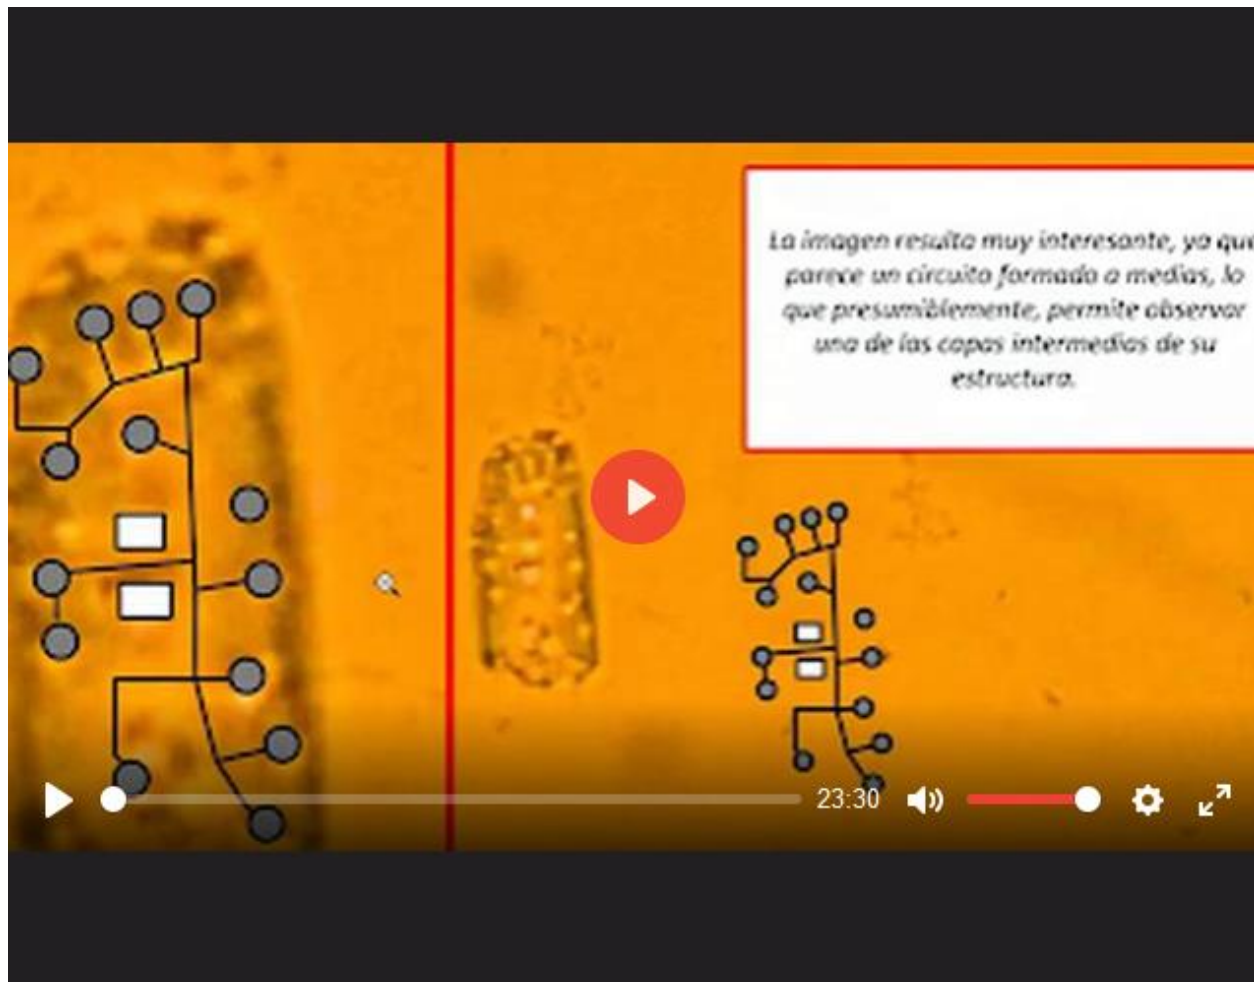 La imagen resulta muy interesante, ya que
parece un circuito formado a medias, lo
que presumiblemente, permite observar
una de las capas intermedias de su
estructura.
23:30